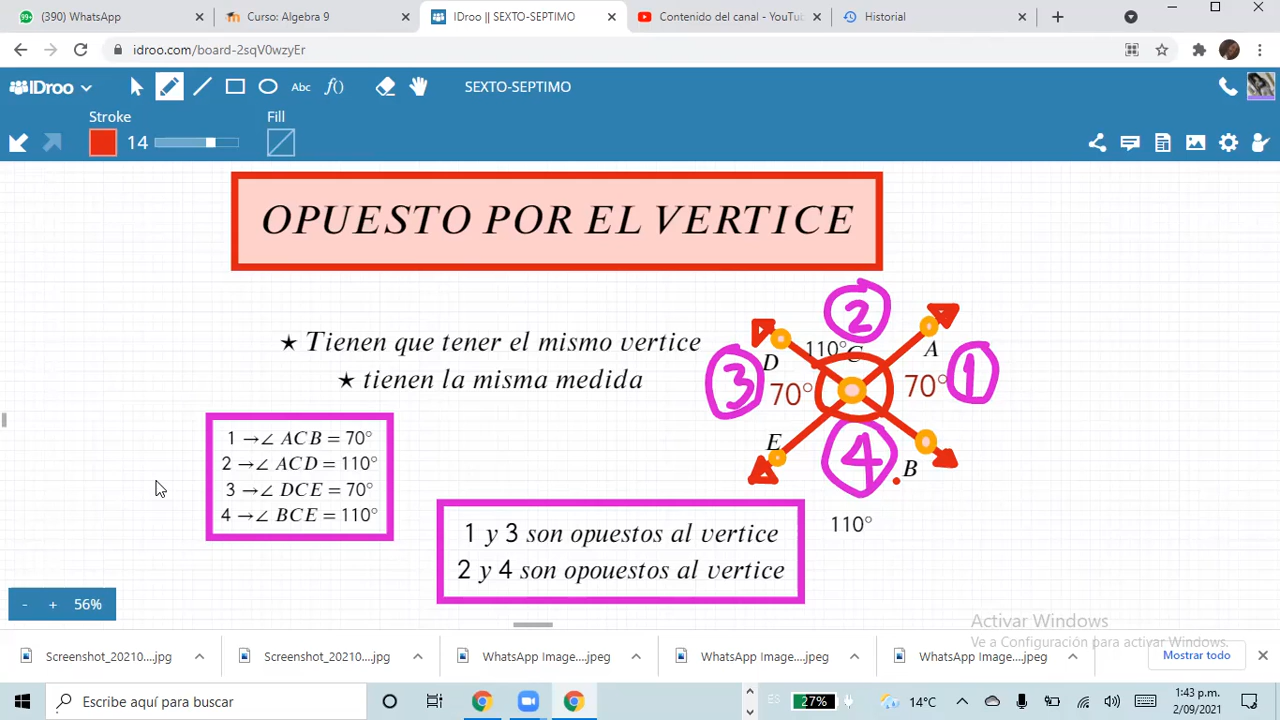 (390) WhatsApp
Curso: Algebra 9
IDroo || SEXTO-SEPTIMO
Contenido del canal - YouTu
Historial
idroo.com/board-2sqV0wzyEr
IDroo
Abc
f()
SEXTO-SEPTIMO
Stroke
Fill
14
OPUESTO POR EL VERTICE
★ Tienen que tener el mismo vertice
★ tienen la misma medida
2
A
D
110°
C
3
70°
70°
1
E
4
B
110°
1 →∠ ACB = 70°
2 →∠ ACD = 110°
3 →∠ DCE = 70°
4 →∠ BCE = 110°
1 y 3 son opuestos al vertice
2 y 4 son opouestos al vertice
- + 56%
Activar Windows
Ve a Configuración para activar Windows.
Screenshot_20210....jpg
Screenshot_20210....jpg
WhatsApp Image....jpeg
WhatsApp Image....jpeg
WhatsApp Image....jpeg
Mostrar todo
Escribe aquí para buscar
ES
27%
14°C
1:43 p.m.
2/09/2021